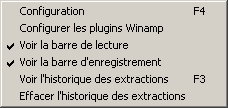 Configuration F4
Configurer les plugins Winamp
Voir la barre de lecture
Voir la barre d'enregistrement
Voir l'historique des extractions F3
Effacer l'historique des extractions